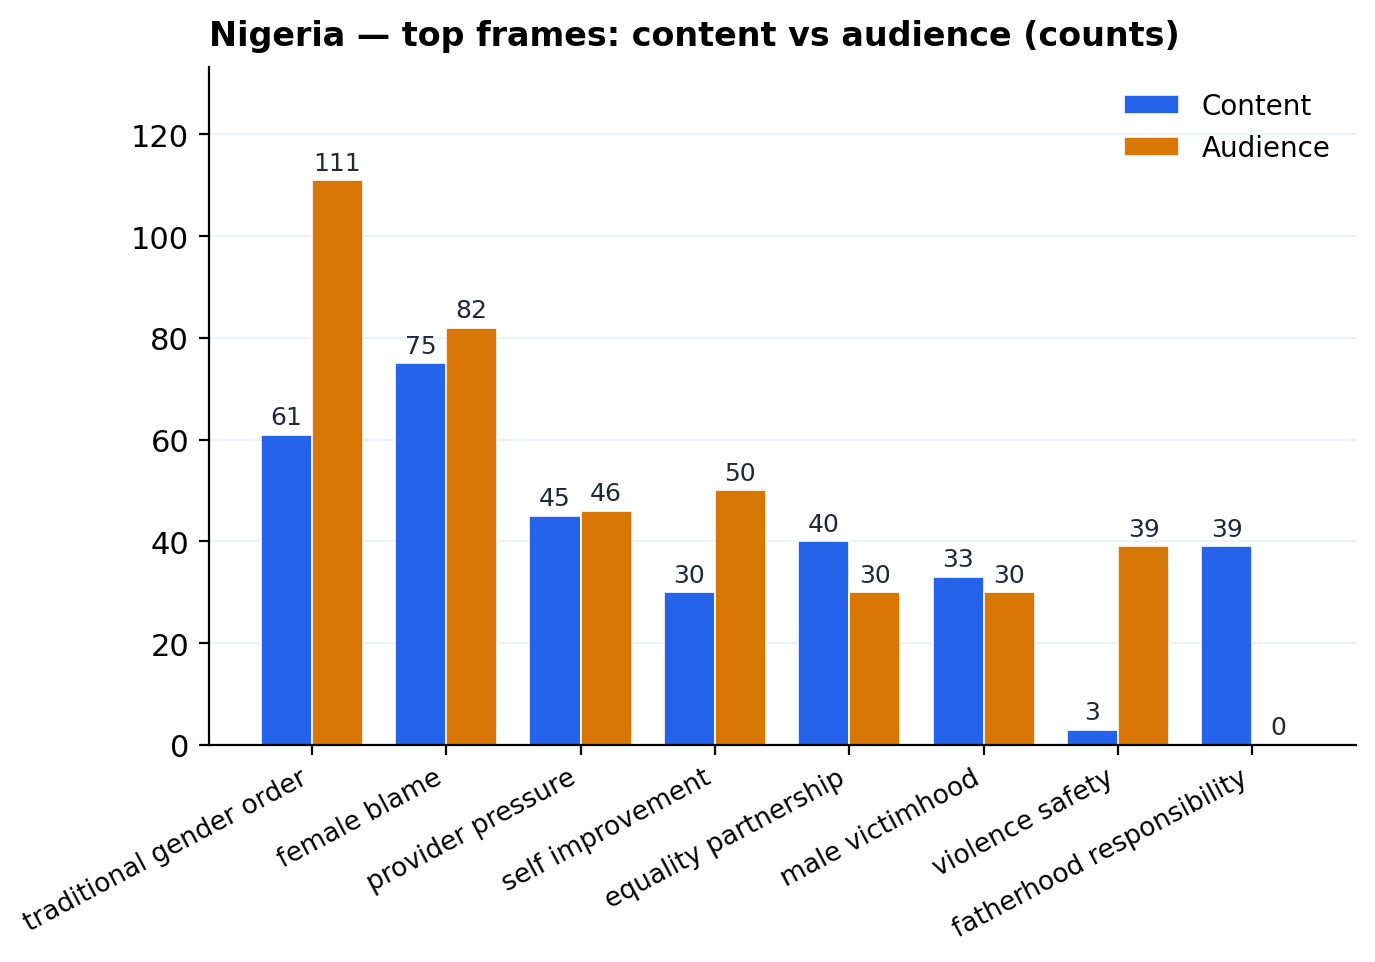 Nigeria — top frames: content vs audience (counts)
Content
Audience
120
100
80
60
40
20
0
61
111
75
82
45
46
30
50
40
30
33
30
3
39
39
0
traditional gender order
female blame
provider pressure
self improvement
equality partnership
male victimhood
violence safety
fatherhood responsibility